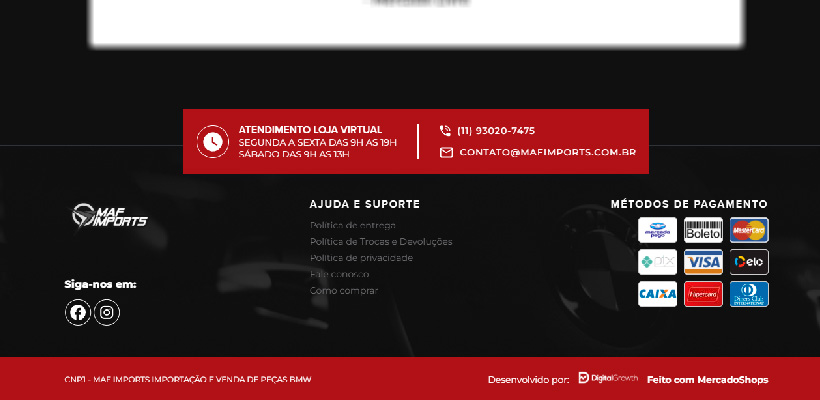 ATENDIMENTO LOJA VIRTUAL
SEGUNDA A SEXTA DAS 9H AS 19H
SÁBADO DAS 9H AS 13H
(11) 93020-7475
CONTATO@MAFIMPORTS.COM.BR
MAF
IMPORTS
Siga-nos em:
AJUDA E SUPORTE
Política de entrega
Política de Trocas e Devoluções
Política de privacidade
Fale conosco
Como comprar
MÉTODOS DE PAGAMENTO
mercado
pago
Boleto
MasterCard
pix
VISA
elo
CAIXA
Hipercard
Diners Club
CNPJ - MAF IMPORTS IMPORTAÇÃO E VENDA DE PEÇAS BMW
Desenvolvido por:
DigitalGrowth
Feito com MercadoShops